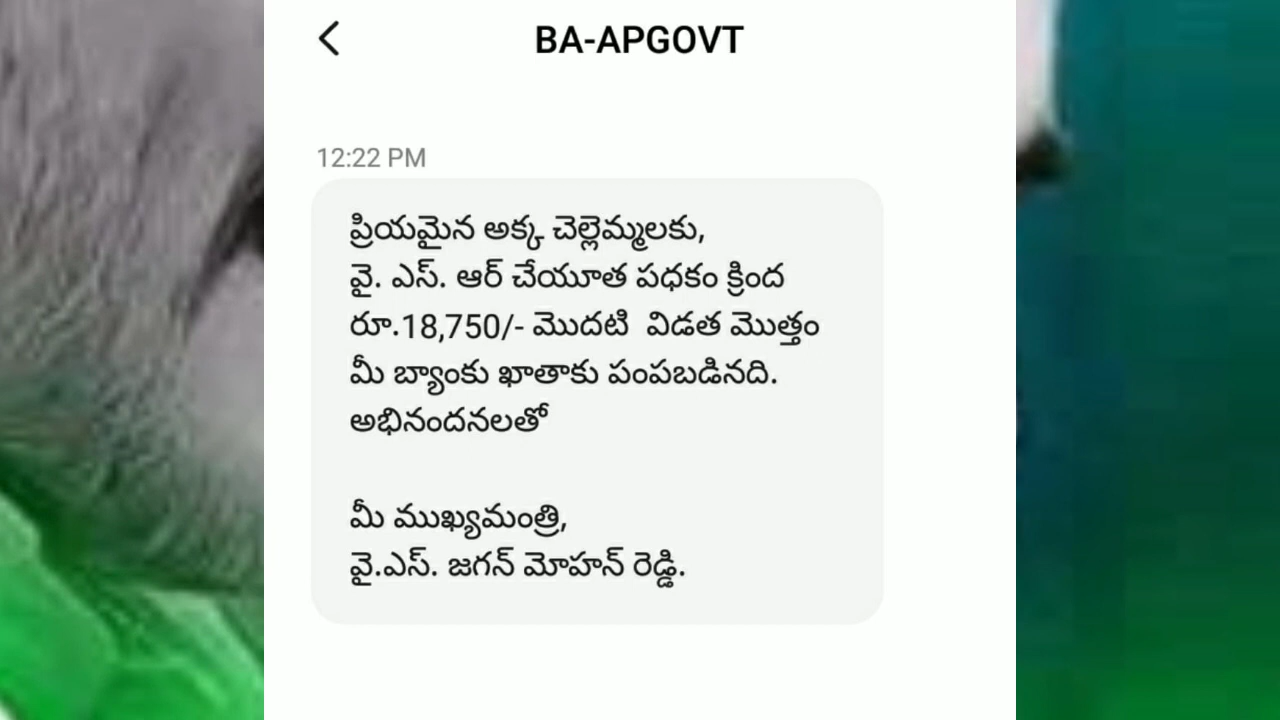 BA-APGOVT
12:22 PM
ప్రియమైన అక్క చెల్లెమ్మలకు,
వై. ఎస్. ఆర్ చేయూత పధకం క్రింద
రూ.18,750/- మొదటి విడత మొత్తం
మీ బ్యాంకు ఖాతాకు పంపబడినది.
అభినందనలతో
మీ ముఖ్యమంత్రి,
వై.ఎస్. జగన్ మోహన్ రెడ్డి.